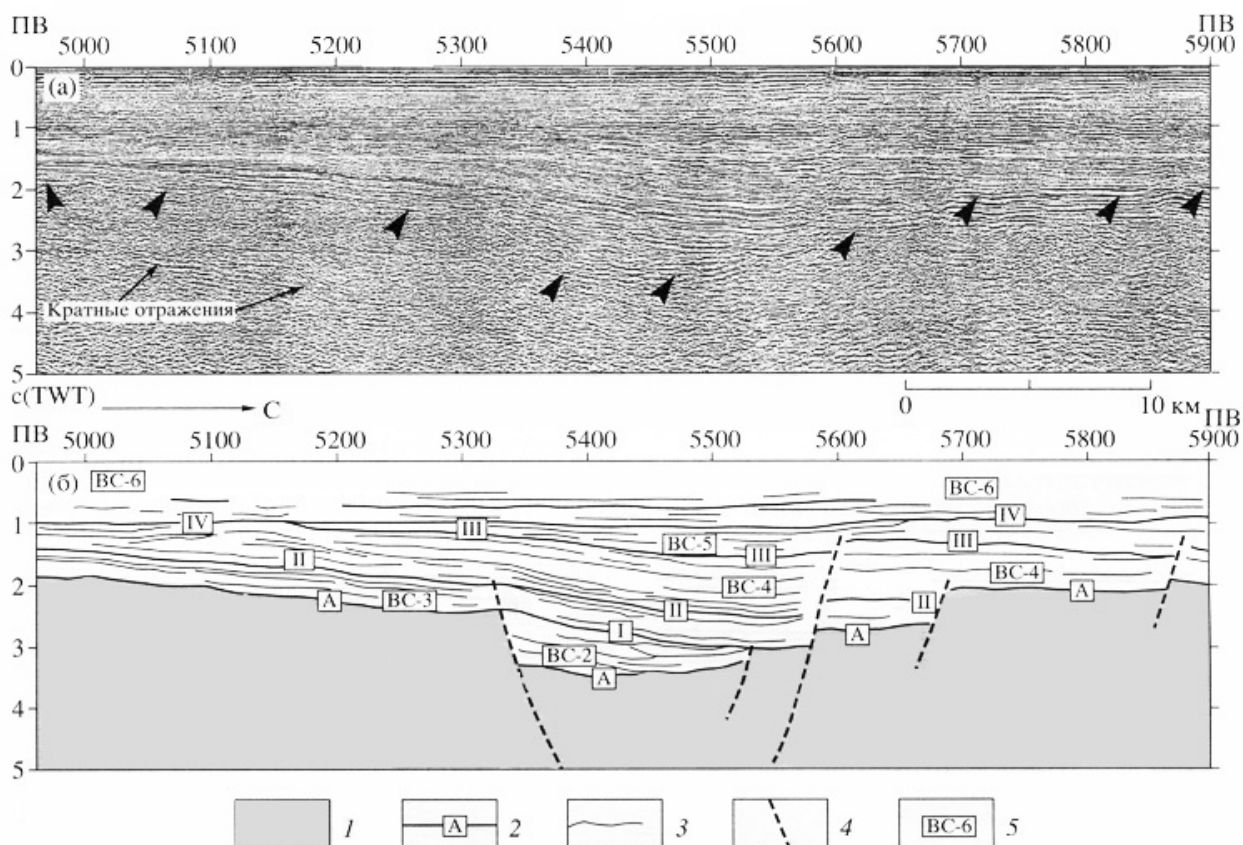 ПВ ПВ
5000 5100 5200 5300 5400 5500 5600 5700 5800 5900
0
(а)
1
2
3
Кратные отражения
4
5
с(TWT) С 0 10 км
ПВ ПВ
5000 5100 5200 5300 5400 5500 5600 5700 5800 5900
0
(б) ВС-6 ВС-6
1 IV III ВС-5 III IV III
II ВС-4 ВС-4
2 A ВС-3 II II A
I A
3 ВС-2
A
4
5
1 A 2 3 4 ВС-6 5